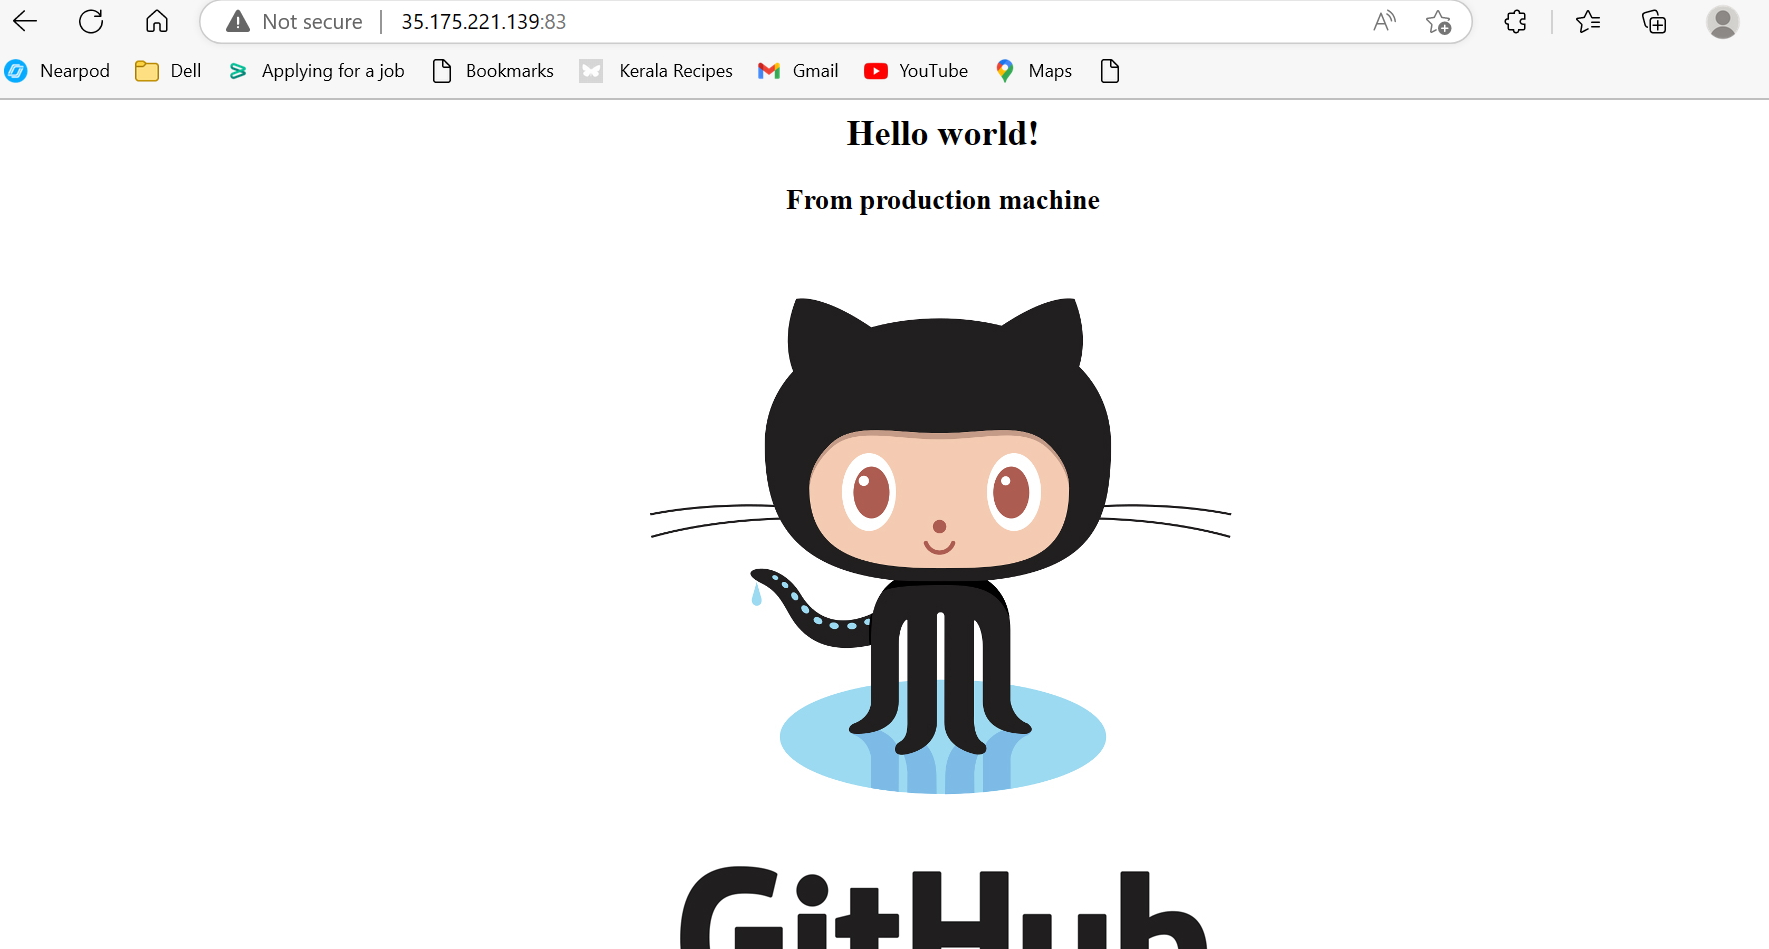 Not secure | 35.175.221.139:83
Nearpod Dell Applying for a job Bookmarks Kerala Recipes Gmail YouTube Maps
Hello world!
From production machine
GitHub